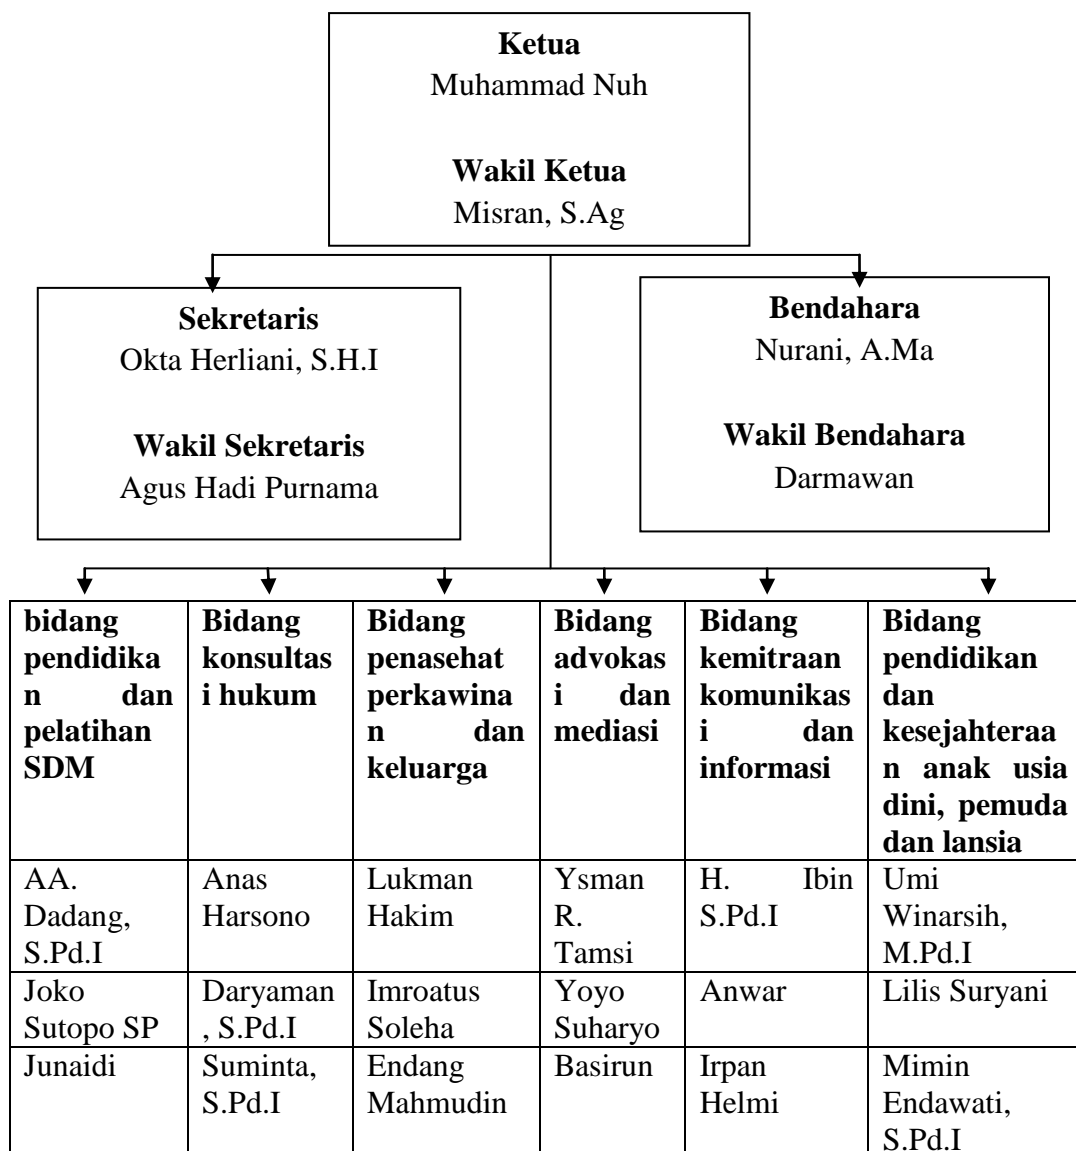 Ketua
Muhammad Nuh
Wakil Ketua
Misran, S.Ag
Sekretaris
Okta Herliani, S.H.I
Wakil Sekretaris
Agus Hadi Purnama
Bendahara
Nurani, A.Ma
Wakil Bendahara
Darmawan
bidang
pendidika
n dan
pelatihan
SDM
Bidang
konsultas
i hukum
Bidang
penasehat
perkawina
n dan
keluarga
Bidang
advokas
i dan
mediasi
Bidang
kemitraan
komunikas
i dan
informasi
Bidang
pendidikan
dan
kesejahteraa
n anak usia
dini, pemuda
dan lansia
AA.
Dadang,
S.Pd.I
Anas
Harsono
Lukman
Hakim
Ysman
R.
Tamsi
H. Ibin
S.Pd.I
Umi
Winarsih,
M.Pd.I
Joko
Sutopo SP
Daryaman
, S.Pd.I
Imroatus
Soleha
Yoyo
Suharyo
Anwar
Lilis Suryani
Junaidi
Suminta,
S.Pd.I
Endang
Mahmudin
Basirun
Irpan
Helmi
Mimin
Endawati,
S.Pd.I